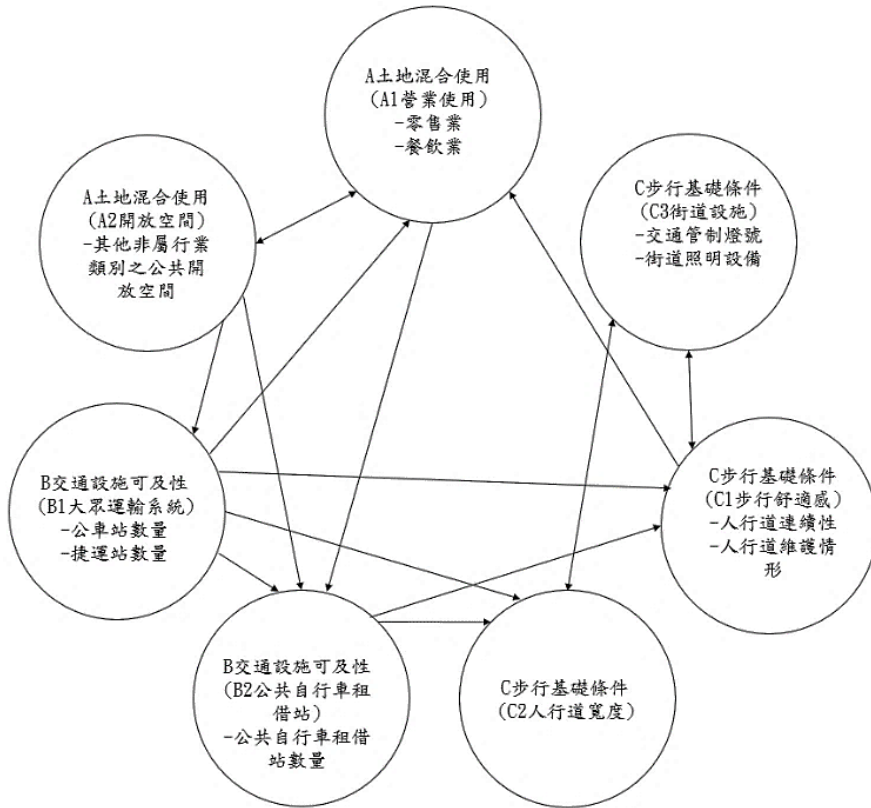 A土地混合使用
(A1營業使用)
-零售業
-餐飲業
A土地混合使用
(A2開放空間)
-其他非屬行業
類別之公共開
放空間
C步行基礎條件
(C3街道設施)
-交通管制燈號
-街道照明設備
B交通設施可及性
(B1大眾運輸系統)
-公車站數量
-捷運站數量
C步行基礎條件
(C1步行舒適感)
-人行道連續性
-人行道維護情
形
B交通設施可及性
(B2公共自行車租
借站)
-公共自行車租借
站數量
C步行基礎條件
(C2人行道寬度)